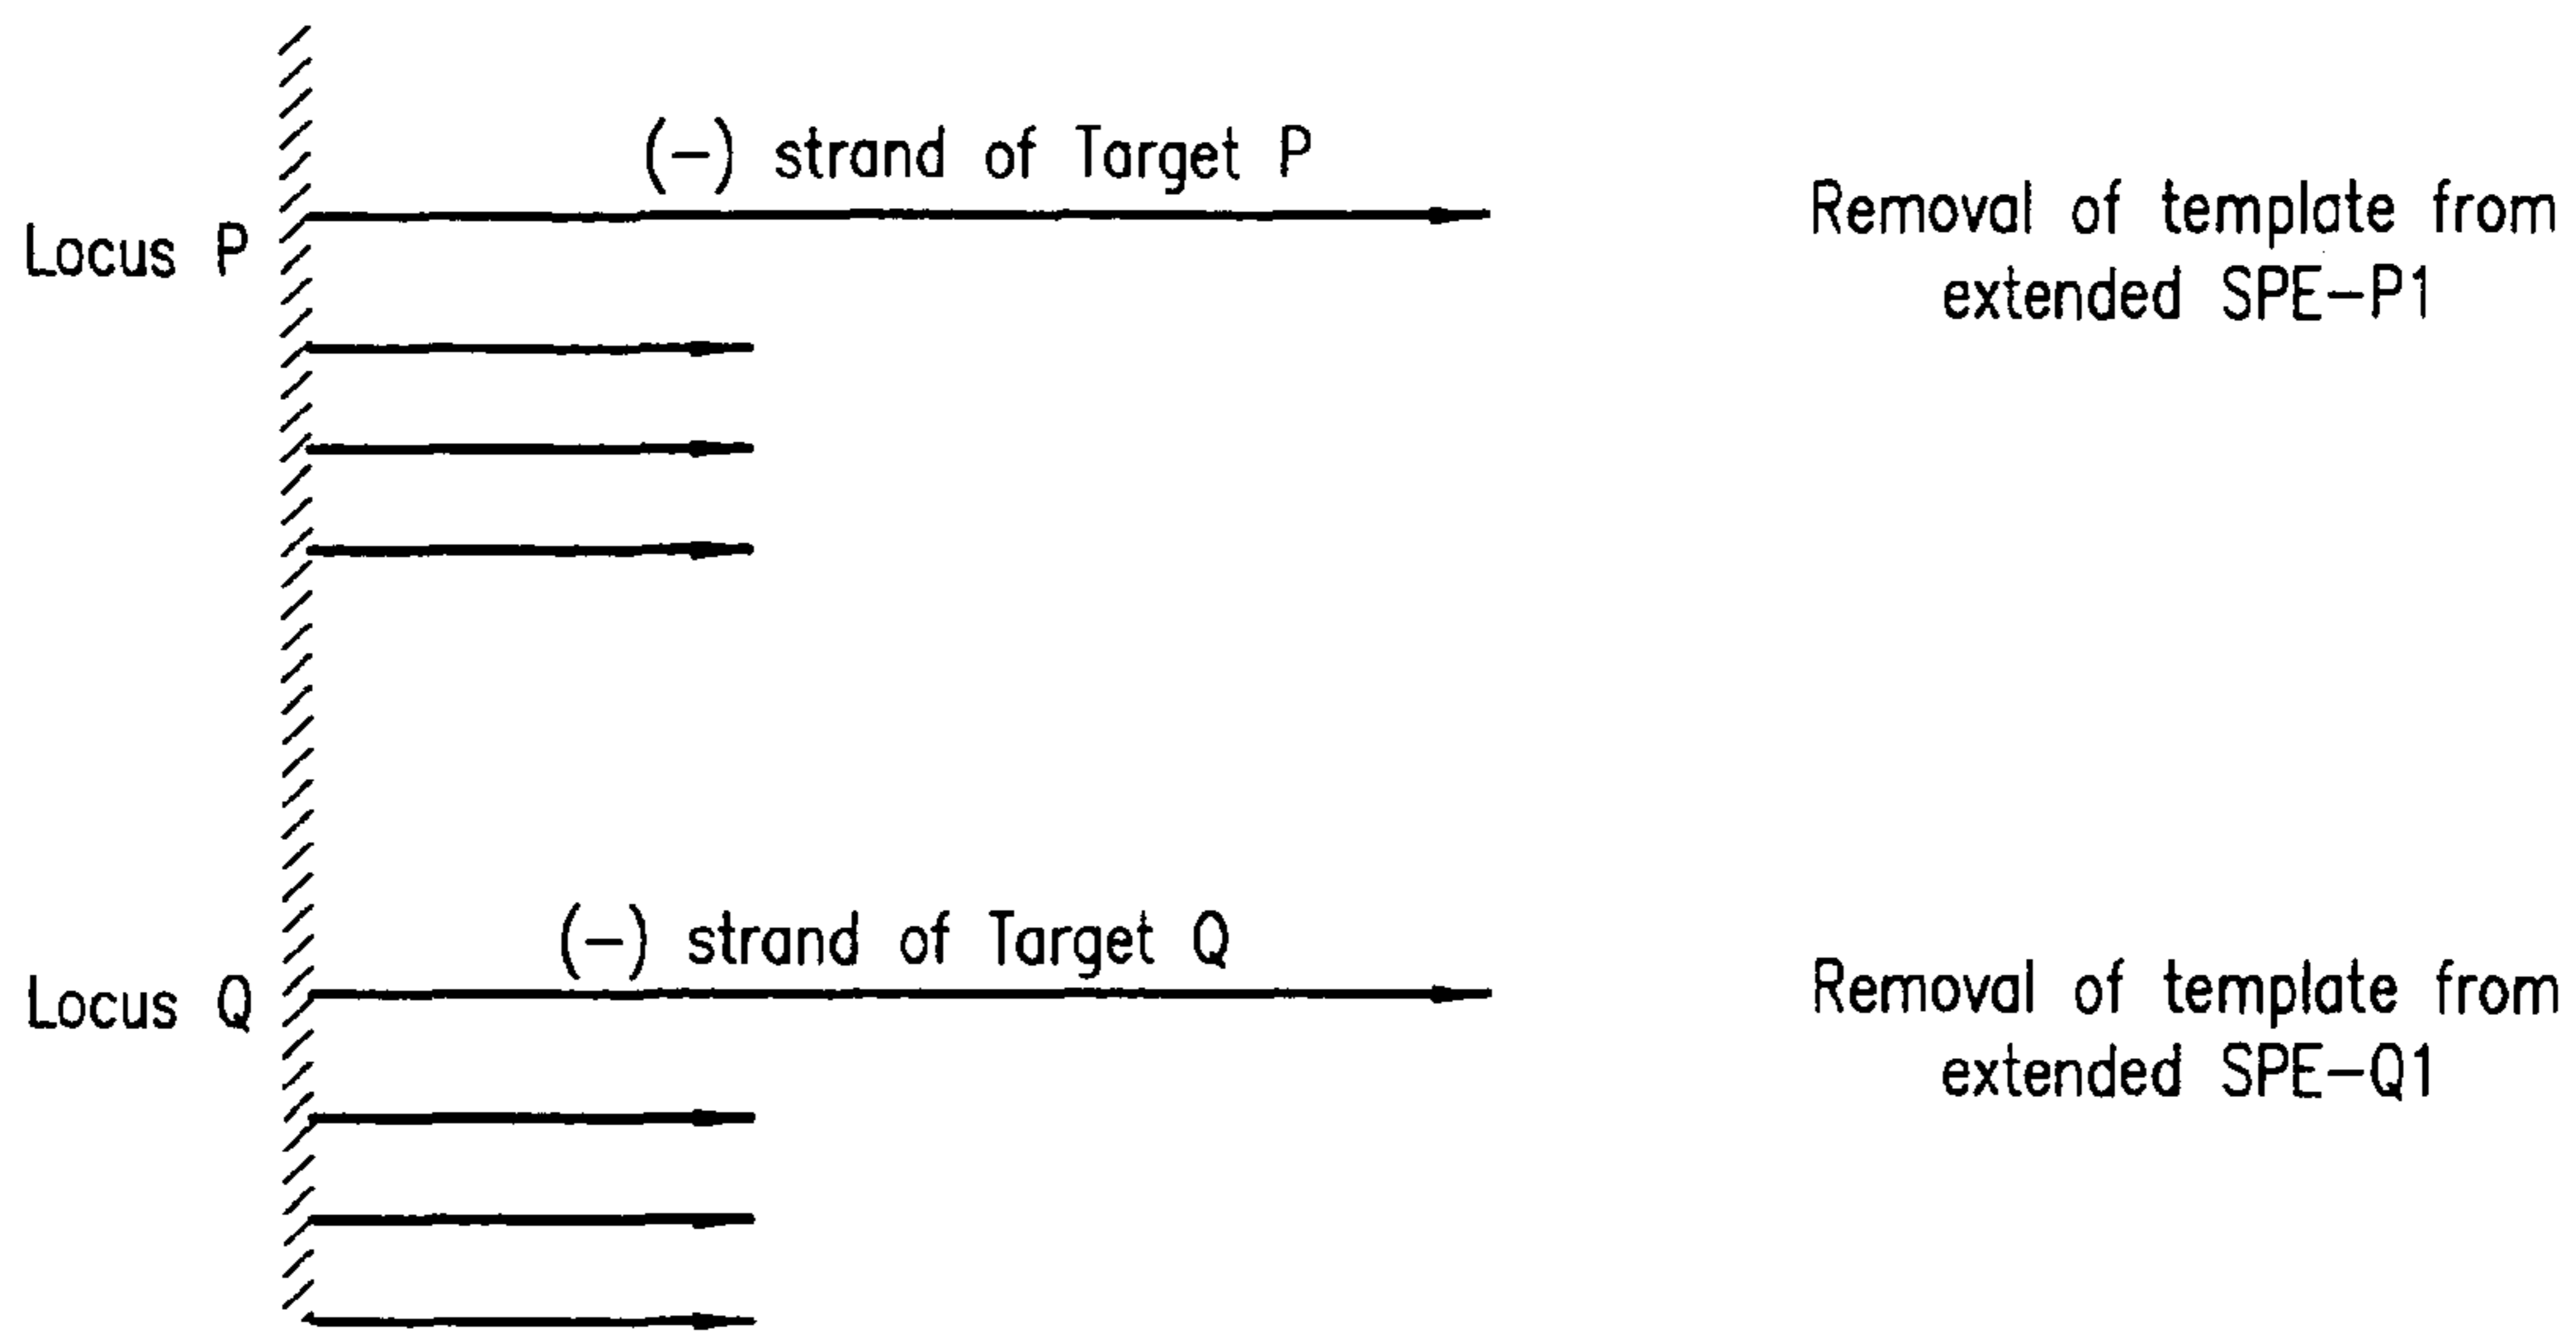 (-) strand of Target P
Locus P
Removal of template from
extended SPE-P1
(-) strand of Target Q
Locus Q
Removal of template from
extended SPE-Q1